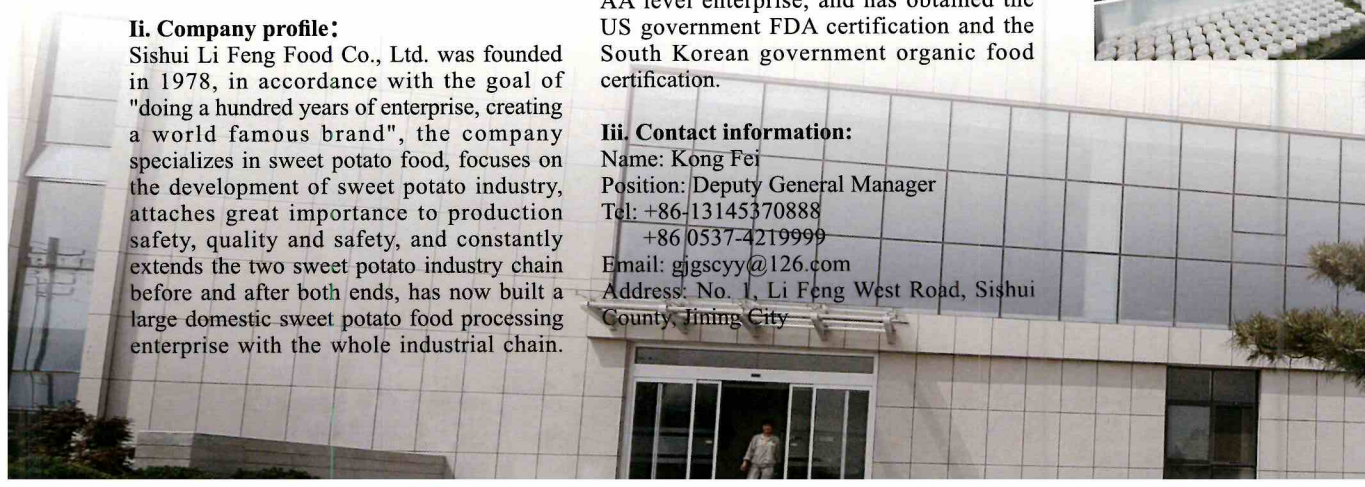 Ii. Company profile:
Sishui Li Feng Food Co., Ltd. was founded
in 1978, in accordance with the goal of
"doing a hundred years of enterprise, creating
a world famous brand", the company
specializes in sweet potato food, focuses on
the development of sweet potato industry,
attaches great importance to production
safety, quality and safety, and constantly
extends the two sweet potato industry chain
before and after both ends, has now built a
large domestic sweet potato food processing
enterprise with the whole industrial chain.
AA level enterprise, and has obtained the
US government FDA certification and the
South Korean government organic food
certification.
Iii. Contact information:
Name: Kong Fei
Position: Deputy General Manager
Tel: +86-13145370888
+86 0537-4219999
Email: gjgscyy@126.com
Address: No. 1, Li Feng West Road, Sishui
County, Jining City